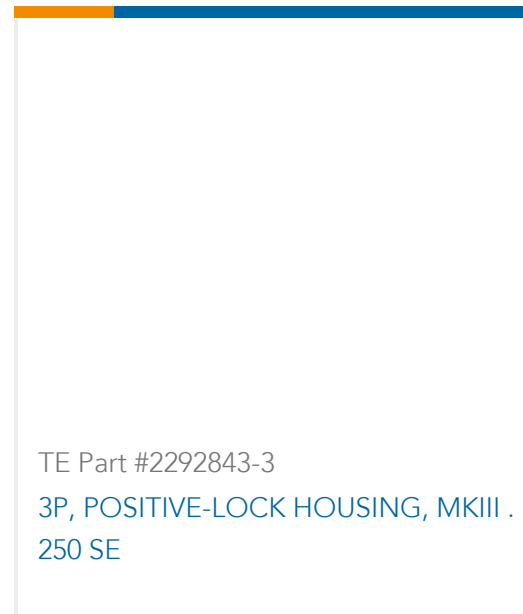 TE Part #2292843-3
3P, POSITIVE-LOCK HOUSING, MKIII .
250 SE